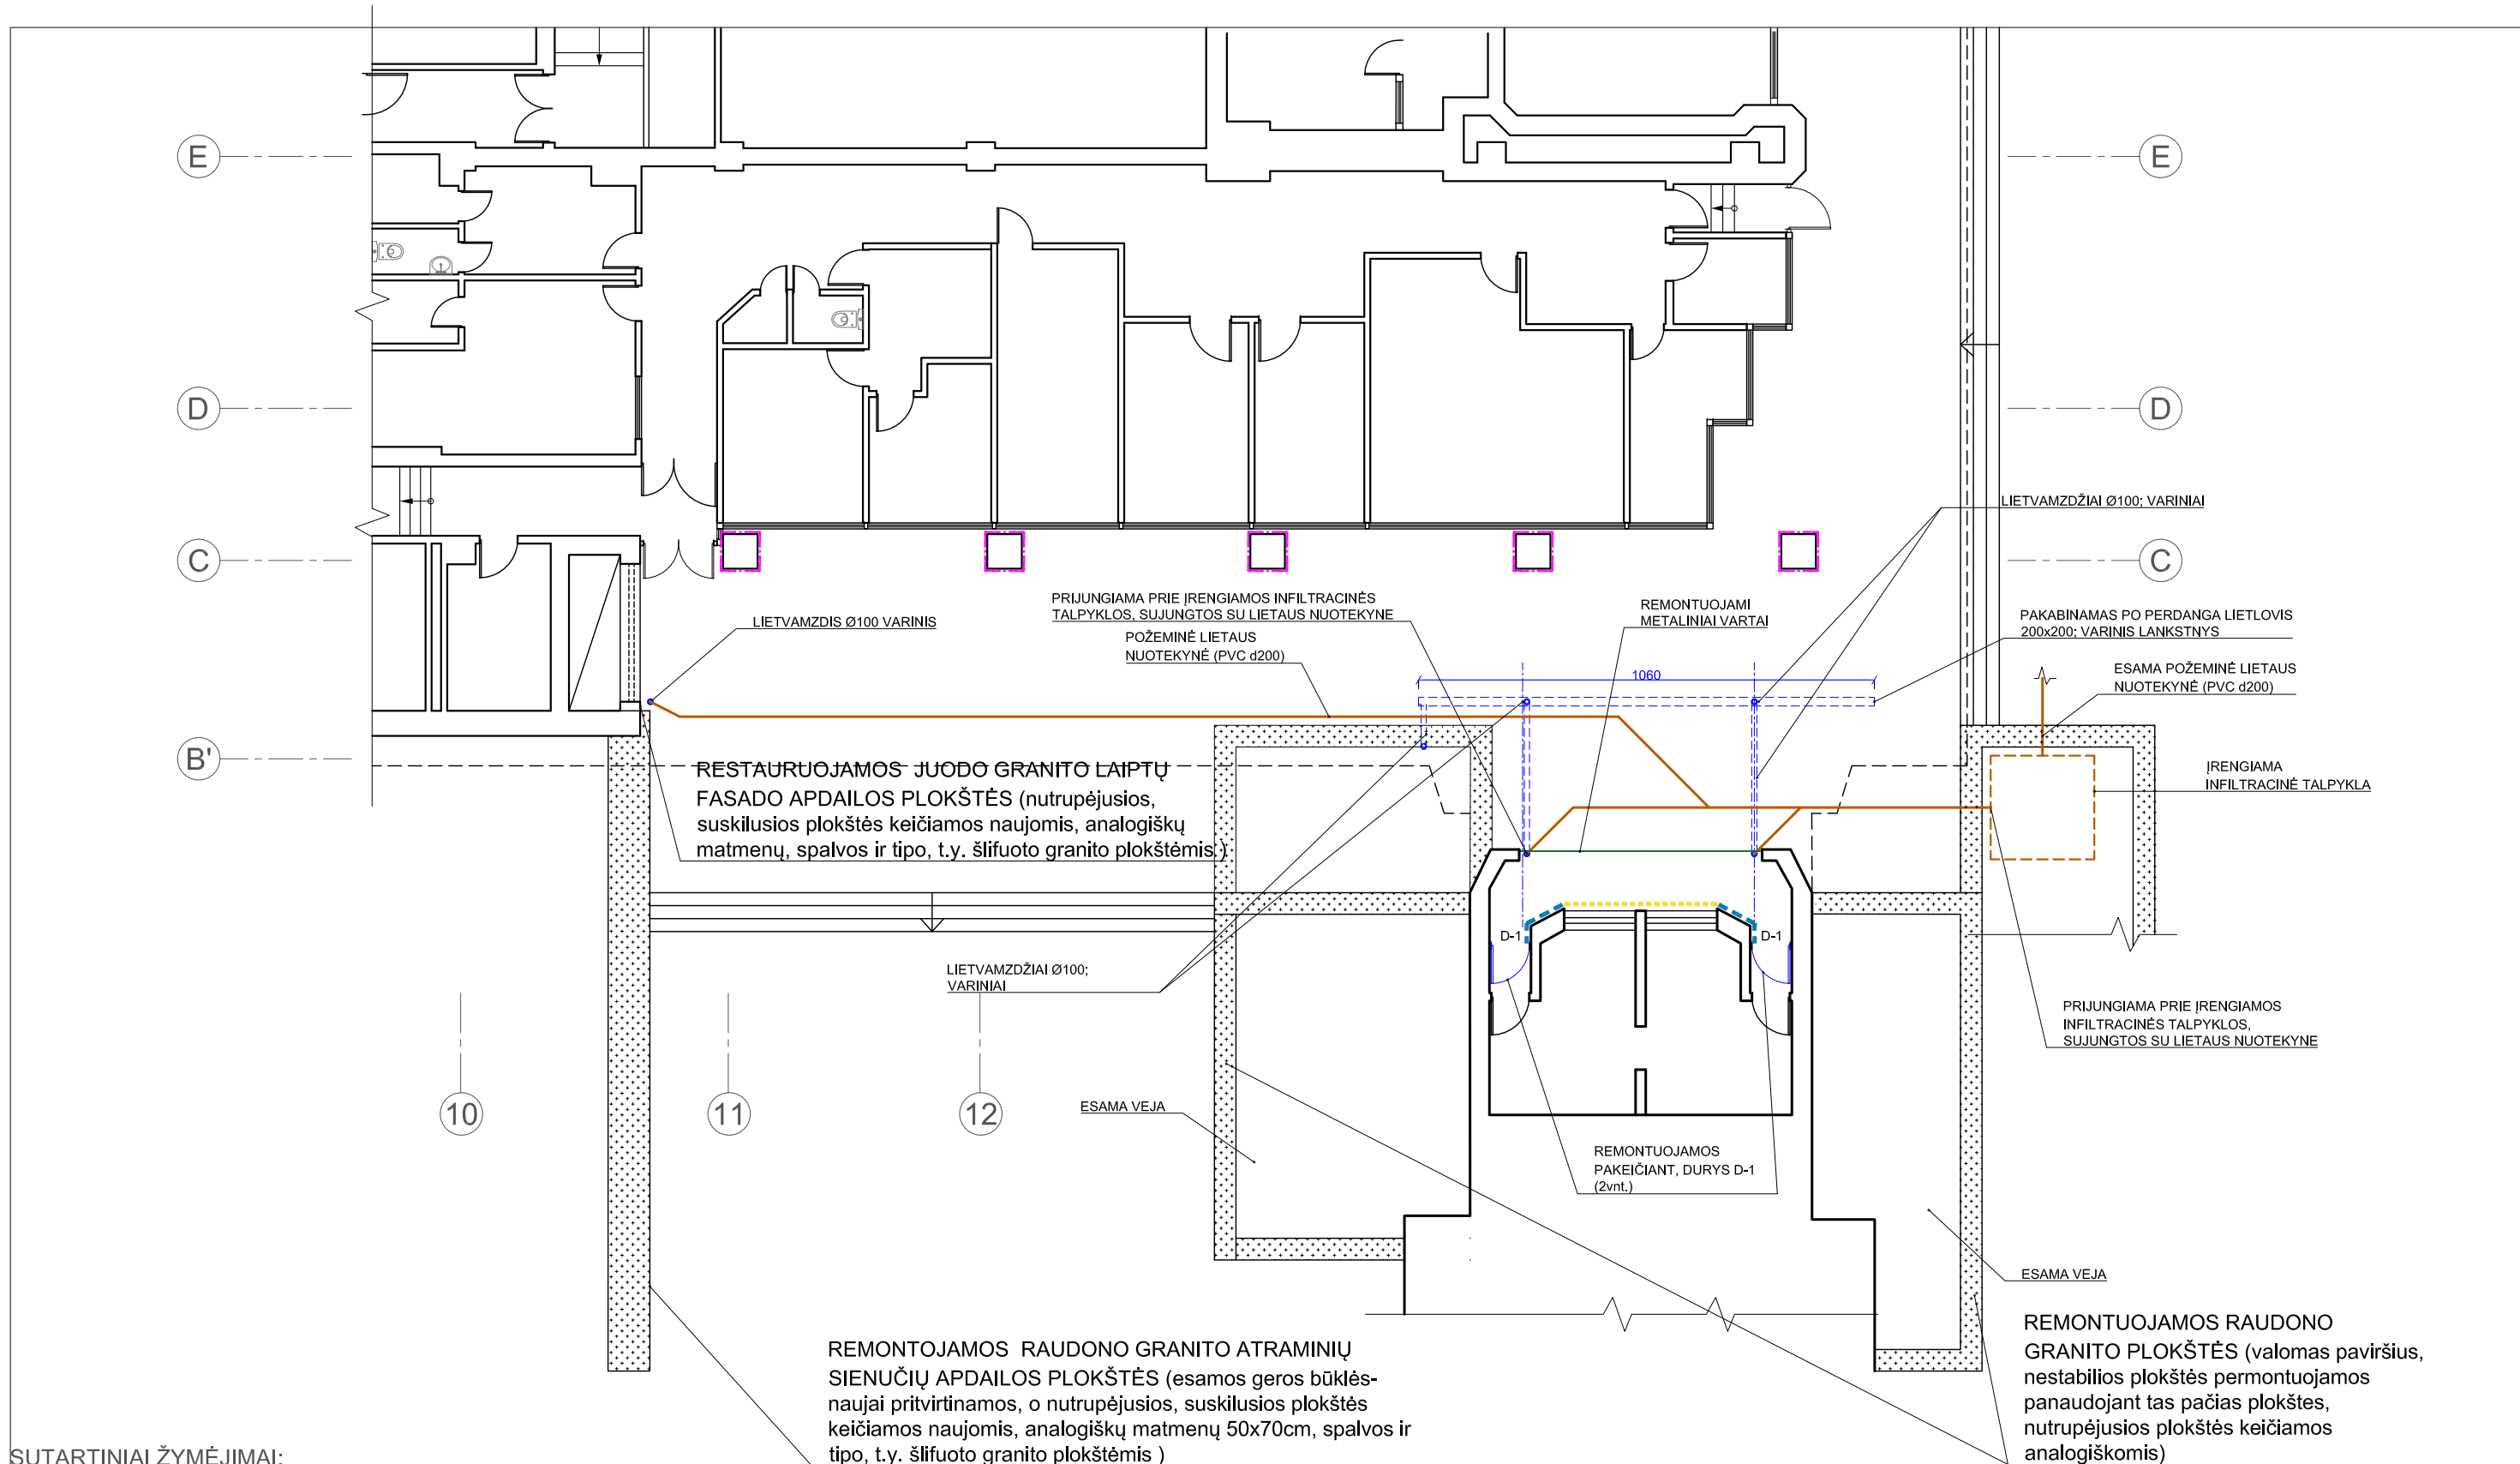 E
E
D
D
LIETVAMZDŽIAI Ø100; VARINIAI
C
C
PRIJUNGIAMA PRIE ĮRENGIAMOS INFILTRACINĖS
TALPYKLOS, SUJUNGTOS SU LIETAUS NUOTEKYNE
REMONTUOJAMI
METALINIAI VARTAI
LIETVAMZDIS Ø100 VARINIS
PAKABINAMAS PO PERDANGA LIETLOVIS
200x200; VARINIS LANKSTNYS
POŽEMINĖ LIETAUS
NUOTEKYNĖ (PVC d200)
ESAMA POŽEMINĖ LIETAUS
NUOTEKYNĖ (PVC d200)
1060
B'
RESTAURUOJAMOS JUODO GRANITO LAIPTŲ
FASADO APDAILOS PLOKŠTĖS (nutrupėjusios,
suskilusios plokštės keičiamos naujomis, analogiškų
matmenų, spalvos ir tipo, t.y. šlifuoto granito plokštėmis )
ĮRENGIAMA
INFILTRACINĖ TALPYKLA
D-1
D-1
LIETVAMZDŽIAI Ø100;
VARINIAI
PRIJUNGIAMA PRIE ĮRENGIAMOS
INFILTRACINĖS TALPYKLOS,
SUJUNGTOS SU LIETAUS NUOTEKYNE
10
11
12
ESAMA VEJA
REMONTUOJAMOS
PAKEIČIANT, DURYS D-1
(2vnt.)
ESAMA VEJA
REMONTOJAMOS RAUDONO GRANITO ATRAMINIŲ
SIENUČIŲ APDAILOS PLOKŠTĖS (esamos geros būklės-
naujai pritvirtinamos, o nutrupėjusios, suskilusios plokštės
keičiamos naujomis, analogiškų matmenų 50x70cm, spalvos ir
tipo, t.y. šlifuoto granito plokštėmis )
REMONTUOJAMOS RAUDONO
GRANITO PLOKŠTĖS (valomas paviršius,
nestabilios plokštės permontuojamos
panaudojant tas pačias plokštes,
nutrupėjusios plokštės keičiamos
analogiškomis)
SUTARTINIAI ŽYMĖJIMAI: